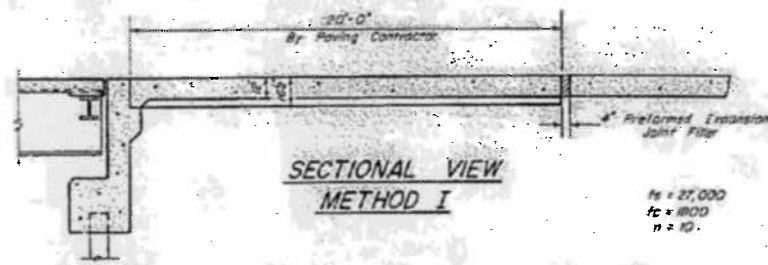 20'-0"
By Paving Contractor
4" Preformed Expansion
Joint Filler
SECTIONAL VIEW
METHOD I
fs = 27,000
fc = 1800
n = 10